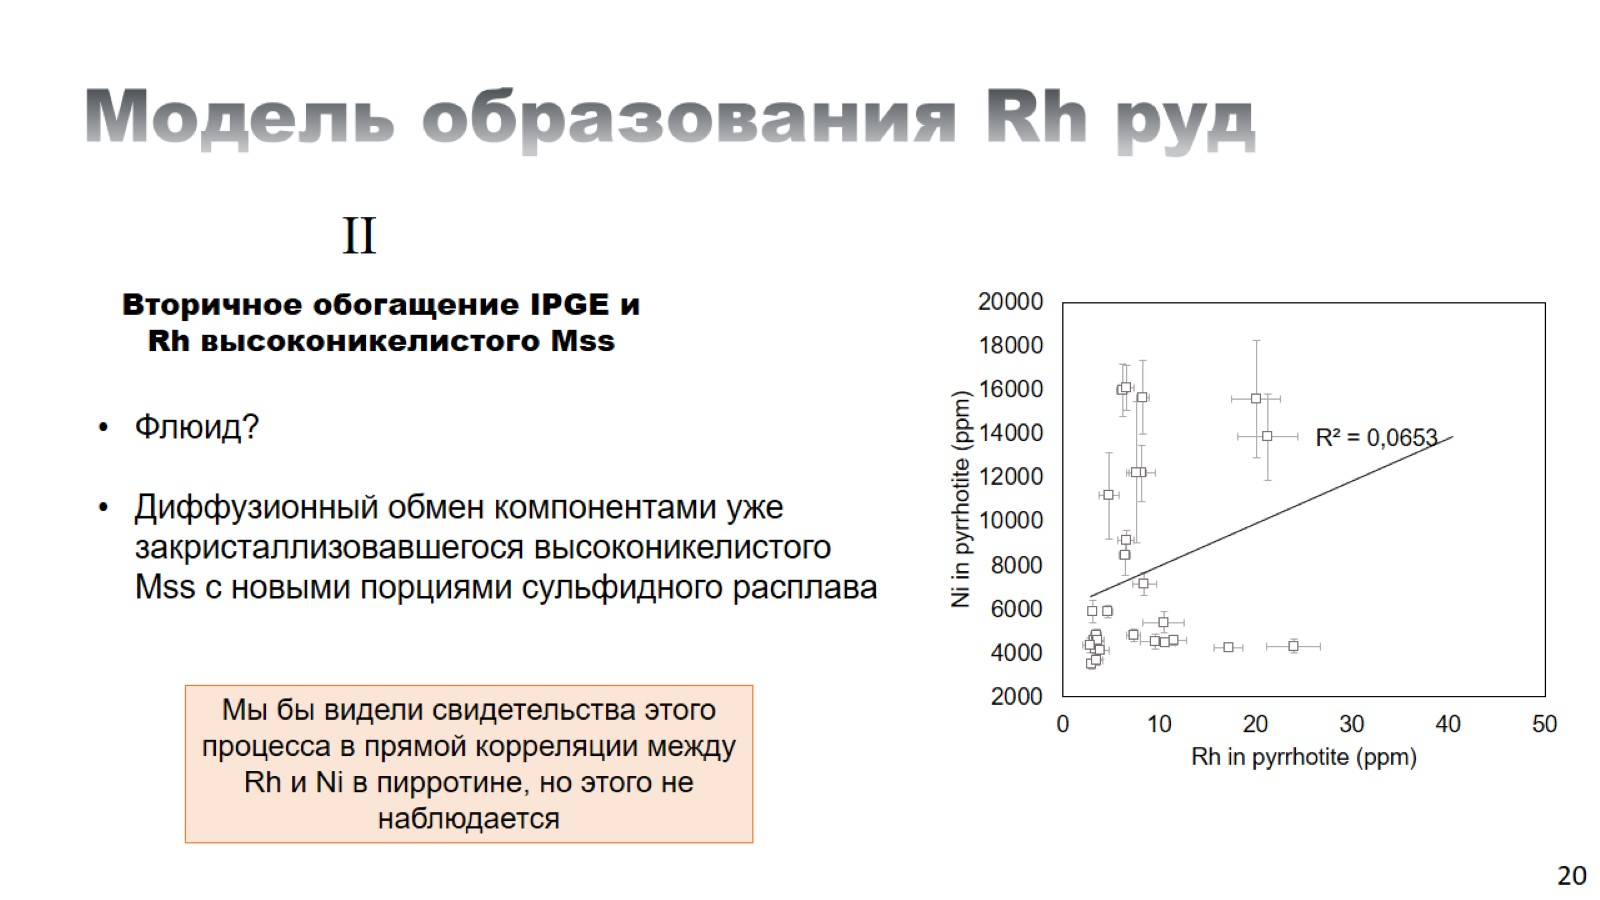 Модель образования Rh руд
II
Вторичное обогащение IPGE и
Rh высоконикелистого Mss
• Флюид?
• Диффузионный обмен компонентами уже
закристаллизовавшегося высоконикелистого
Mss с новыми порциями сульфидного расплава
Мы бы видели свидетельства этого
процесса в прямой корреляции между
Rh и Ni в пирротине, но этого не
наблюдается
Ni in pyrrhotite (ppm)
20000
18000
16000
14000
12000
10000
8000
6000
4000
2000
R² = 0,0653
0 10 20 30 40 50
Rh in pyrrhotite (ppm)
20